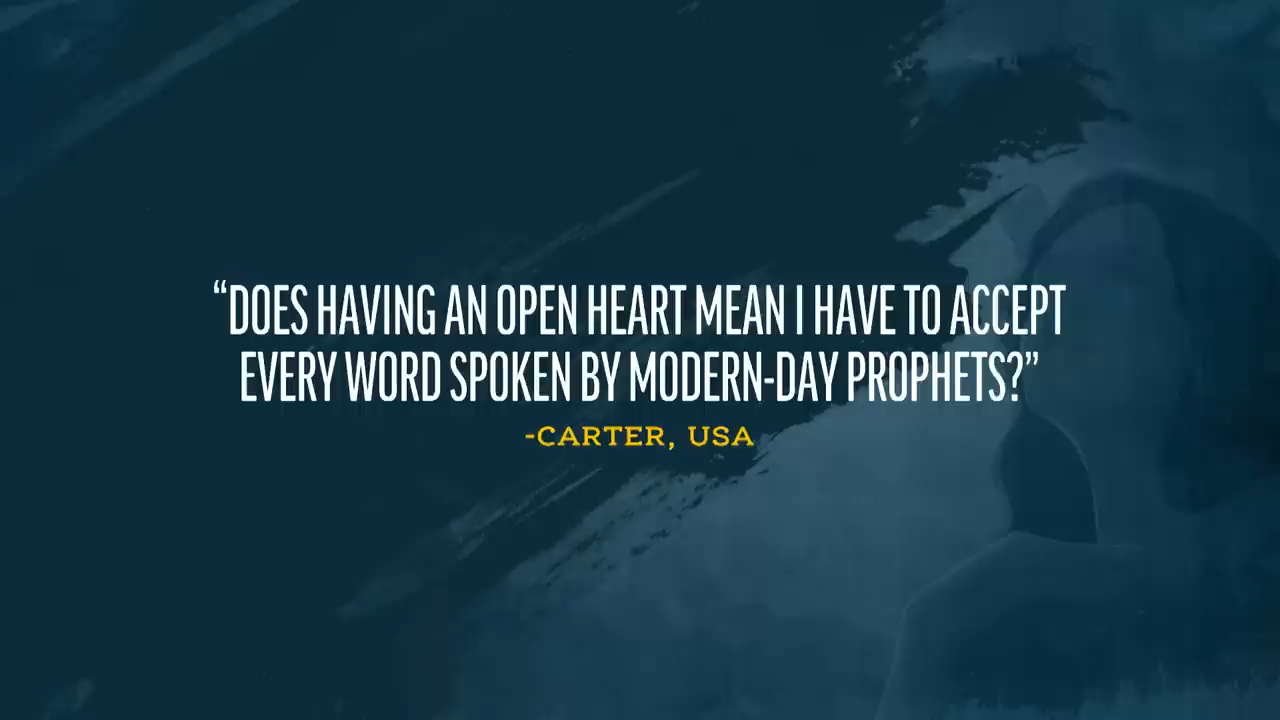 “DOES HAVING AN OPEN HEART MEAN I HAVE TO ACCEPT
EVERY WORD SPOKEN BY MODERN-DAY PROPHETS?”
-CARTER, USA